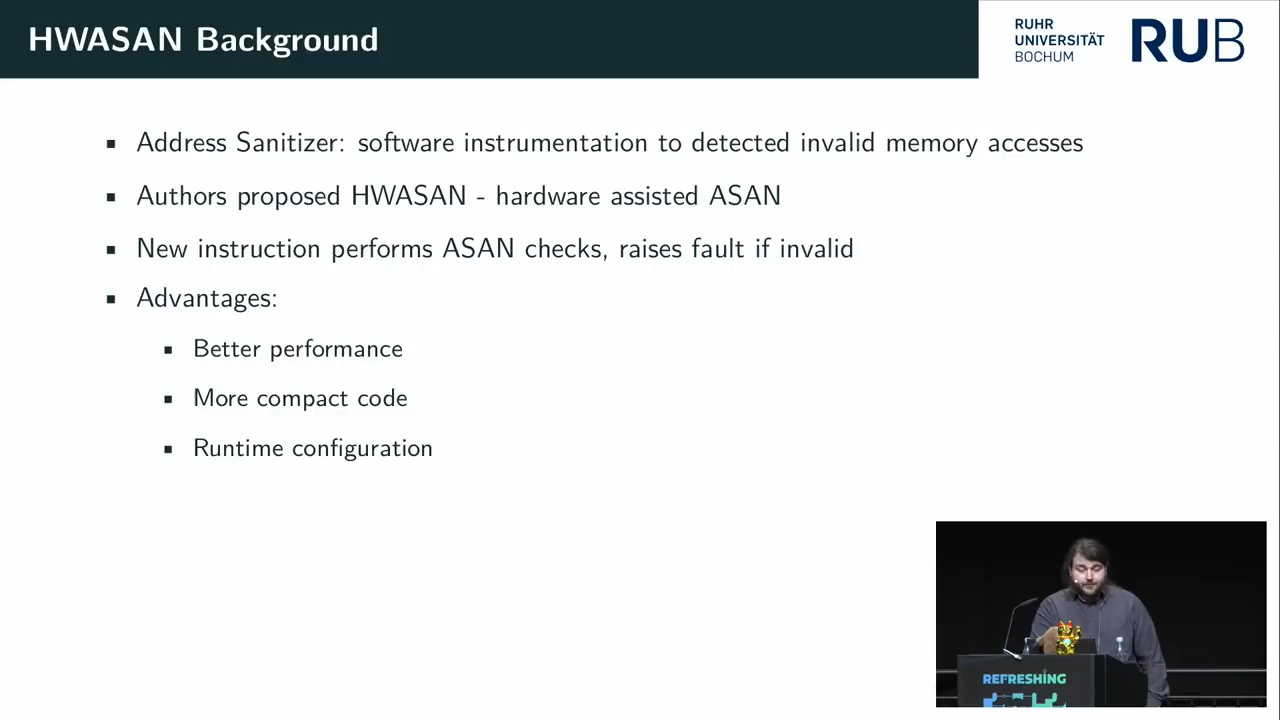 HWASAN Background
RUHR
UNIVERSITÄT
BOCHUM
RUB
Address Sanitizer: software instrumentation to detected invalid memory accesses
Authors proposed HWASAN - hardware assisted ASAN
New instruction performs ASAN checks, raises fault if invalid
Advantages:
Better performance
More compact code
Runtime configuration
REFRESHING